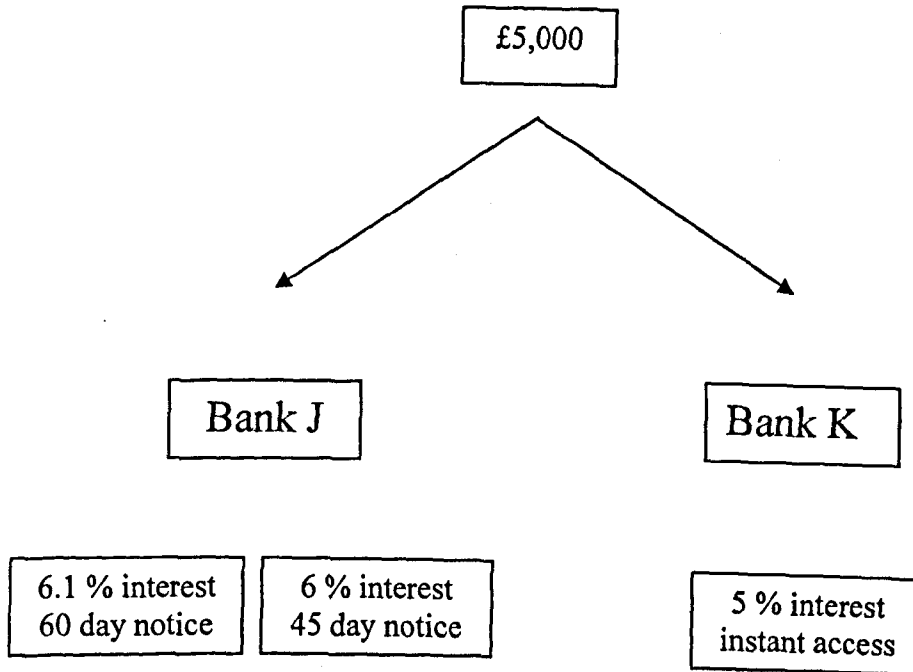 £5,000
Bank J
Bank K
6.1 % interest
60 day notice
6 % interest
45 day notice
5 % interest
instant access